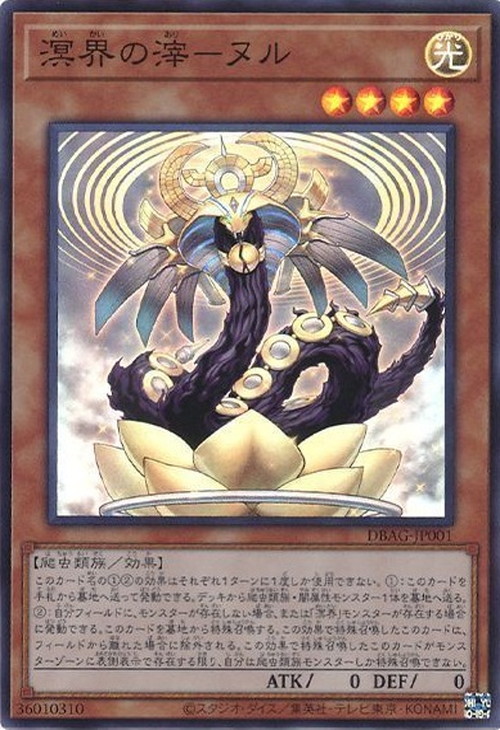 溟界の滓－ヌル
光
DBAG-JP001
【爬虫類族／効果】
このカード名の①②の効果はそれぞれ1ターンに1度しか使用できない。①：このカードを
手札から墓地へ送って発動できる。デッキから爬虫類族・闇属性モンスター1体を墓地へ送る。
②：自分フィールドに、モンスターが存在しない場合、または「溟界」モンスターが存在する場合
に発動できる。このカードを墓地から特殊召喚する。この効果で特殊召喚したこのカードは、
フィールドから離れた場合に除外される。この効果で特殊召喚したこのカードがモンス
ターゾーンに表側表示で存在する限り、自分は爬虫類族モンスターしか特殊召喚できない。
ATK/ 0 DEF/ 0
36010310
©スタジオ・ダイス／集英社・テレビ東京・KONAMI